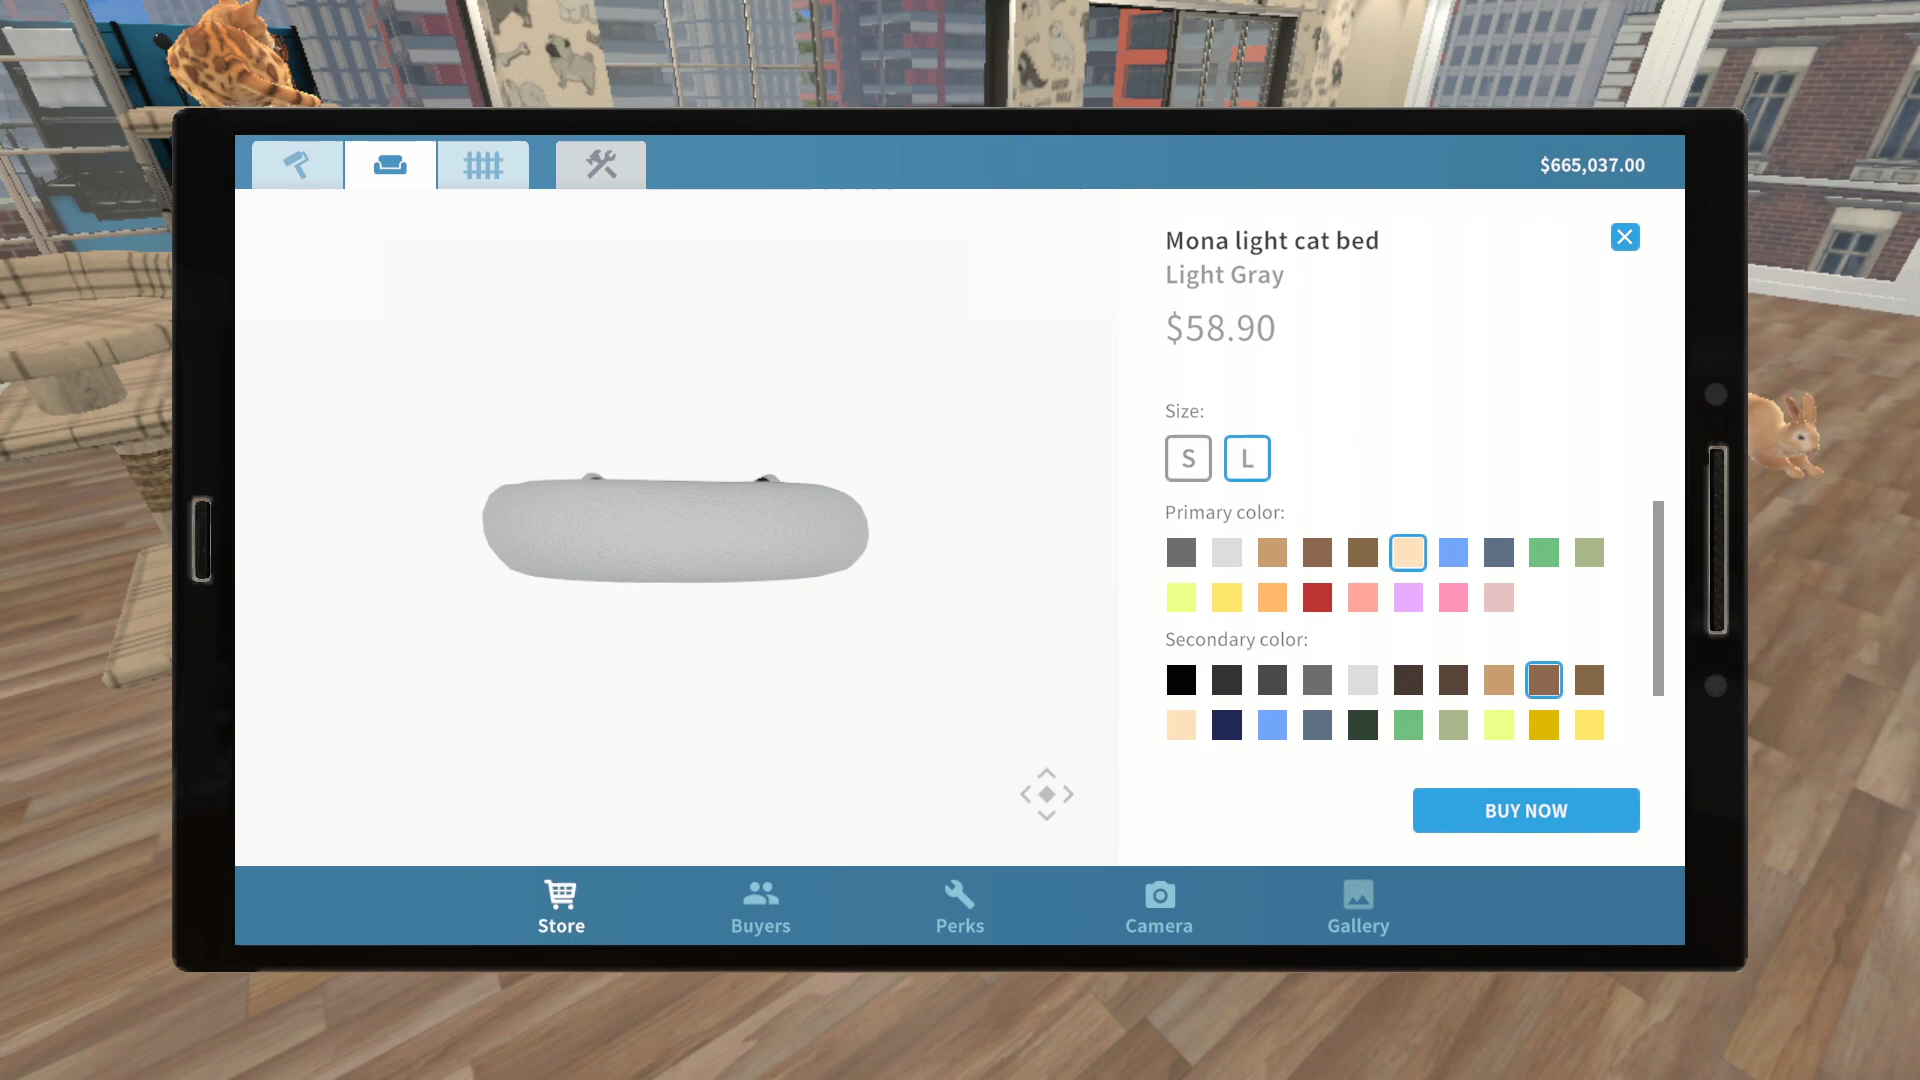 $665,037.00
Mona light cat bed
Light Gray
$58.90
Size:
S L
Primary color:
Secondary color:
BUY NOW
Store Buyers Perks Camera Gallery